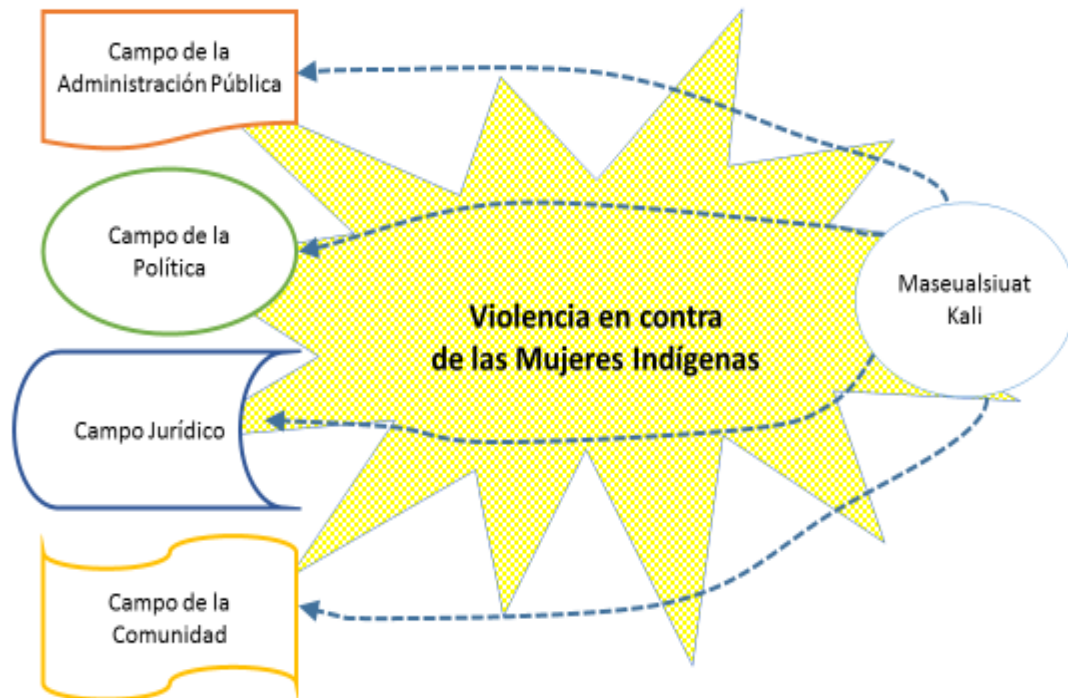 Campo de la
Administración Pública
Campo de la
Política
Violencia en contra
de las Mujeres Indígenas
Maseualsiuat
Kali
Campo Jurídico
Campo de la
Comunidad